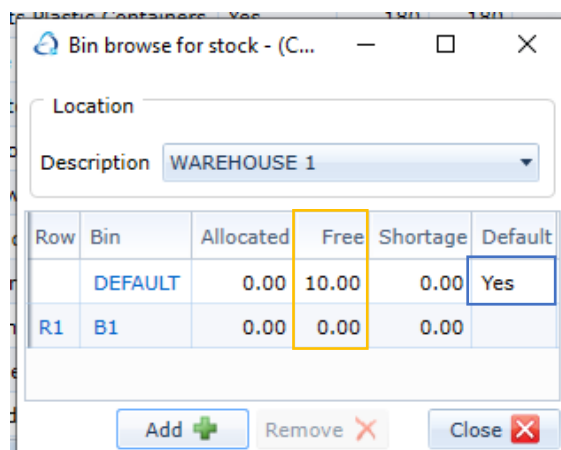 ts Plastic Containers Yes 180 180
Bin browse for stock - (C...
Location
Description WAREHOUSE 1
Row Bin Allocated Free Shortage Default
DEFAULT 0.00 10.00 0.00 Yes
R1 B1 0.00 0.00 0.00
Add Remove Close